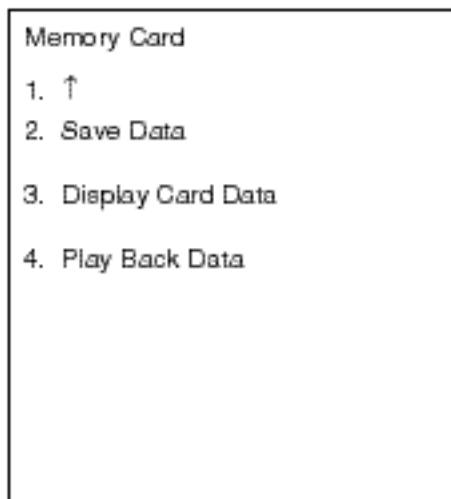 Memory Card
1. ↑
2. Save Data
3. Display Card Data
4. Play Back Data